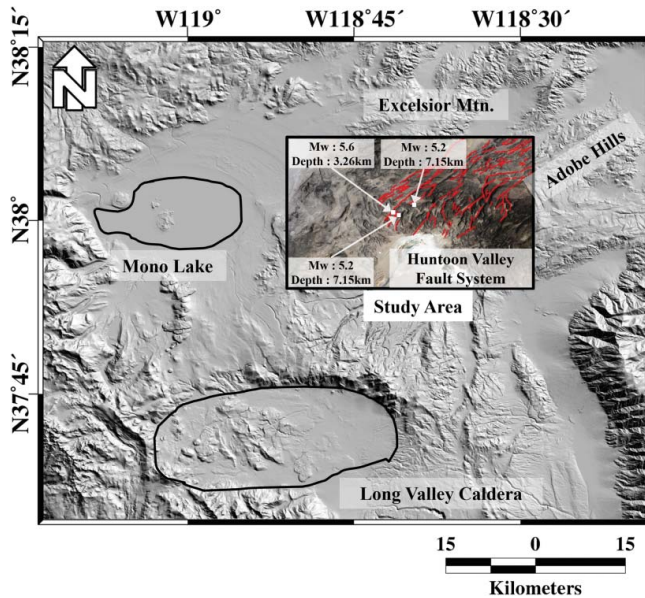 W119° W118°45´ W118°30´
N38°15´
N
Excelsior Mtn.
Mw : 5.6
Depth : 3.26km
Mw : 5.2
Depth : 7.15km
Adobe Hills
N38°
Mono Lake
Mw : 5.2
Depth : 7.15km
Huntoon Valley
Fault System
Study Area
N37°45´
Long Valley Caldera
15 0 15
Kilometers